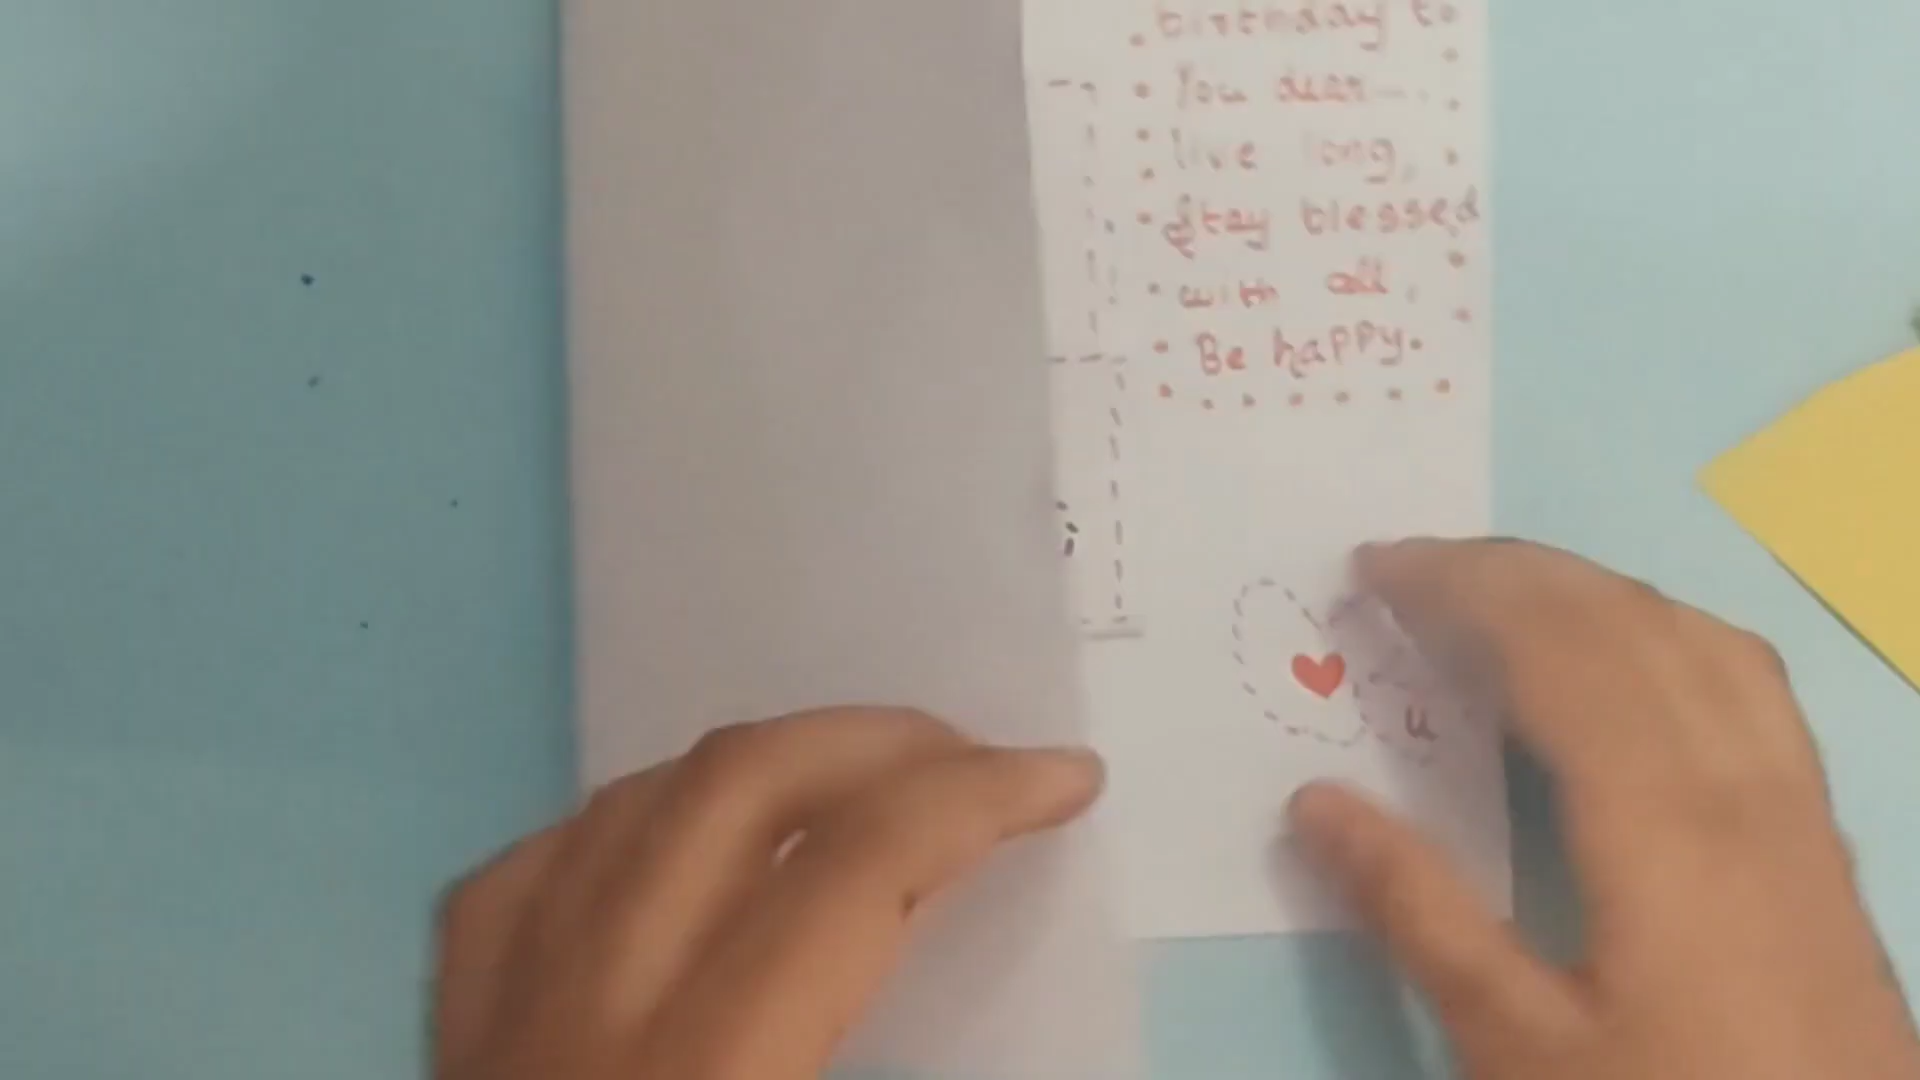 birthday to
You dear
live long,
Stay blessed
with all.
Be happy.
u